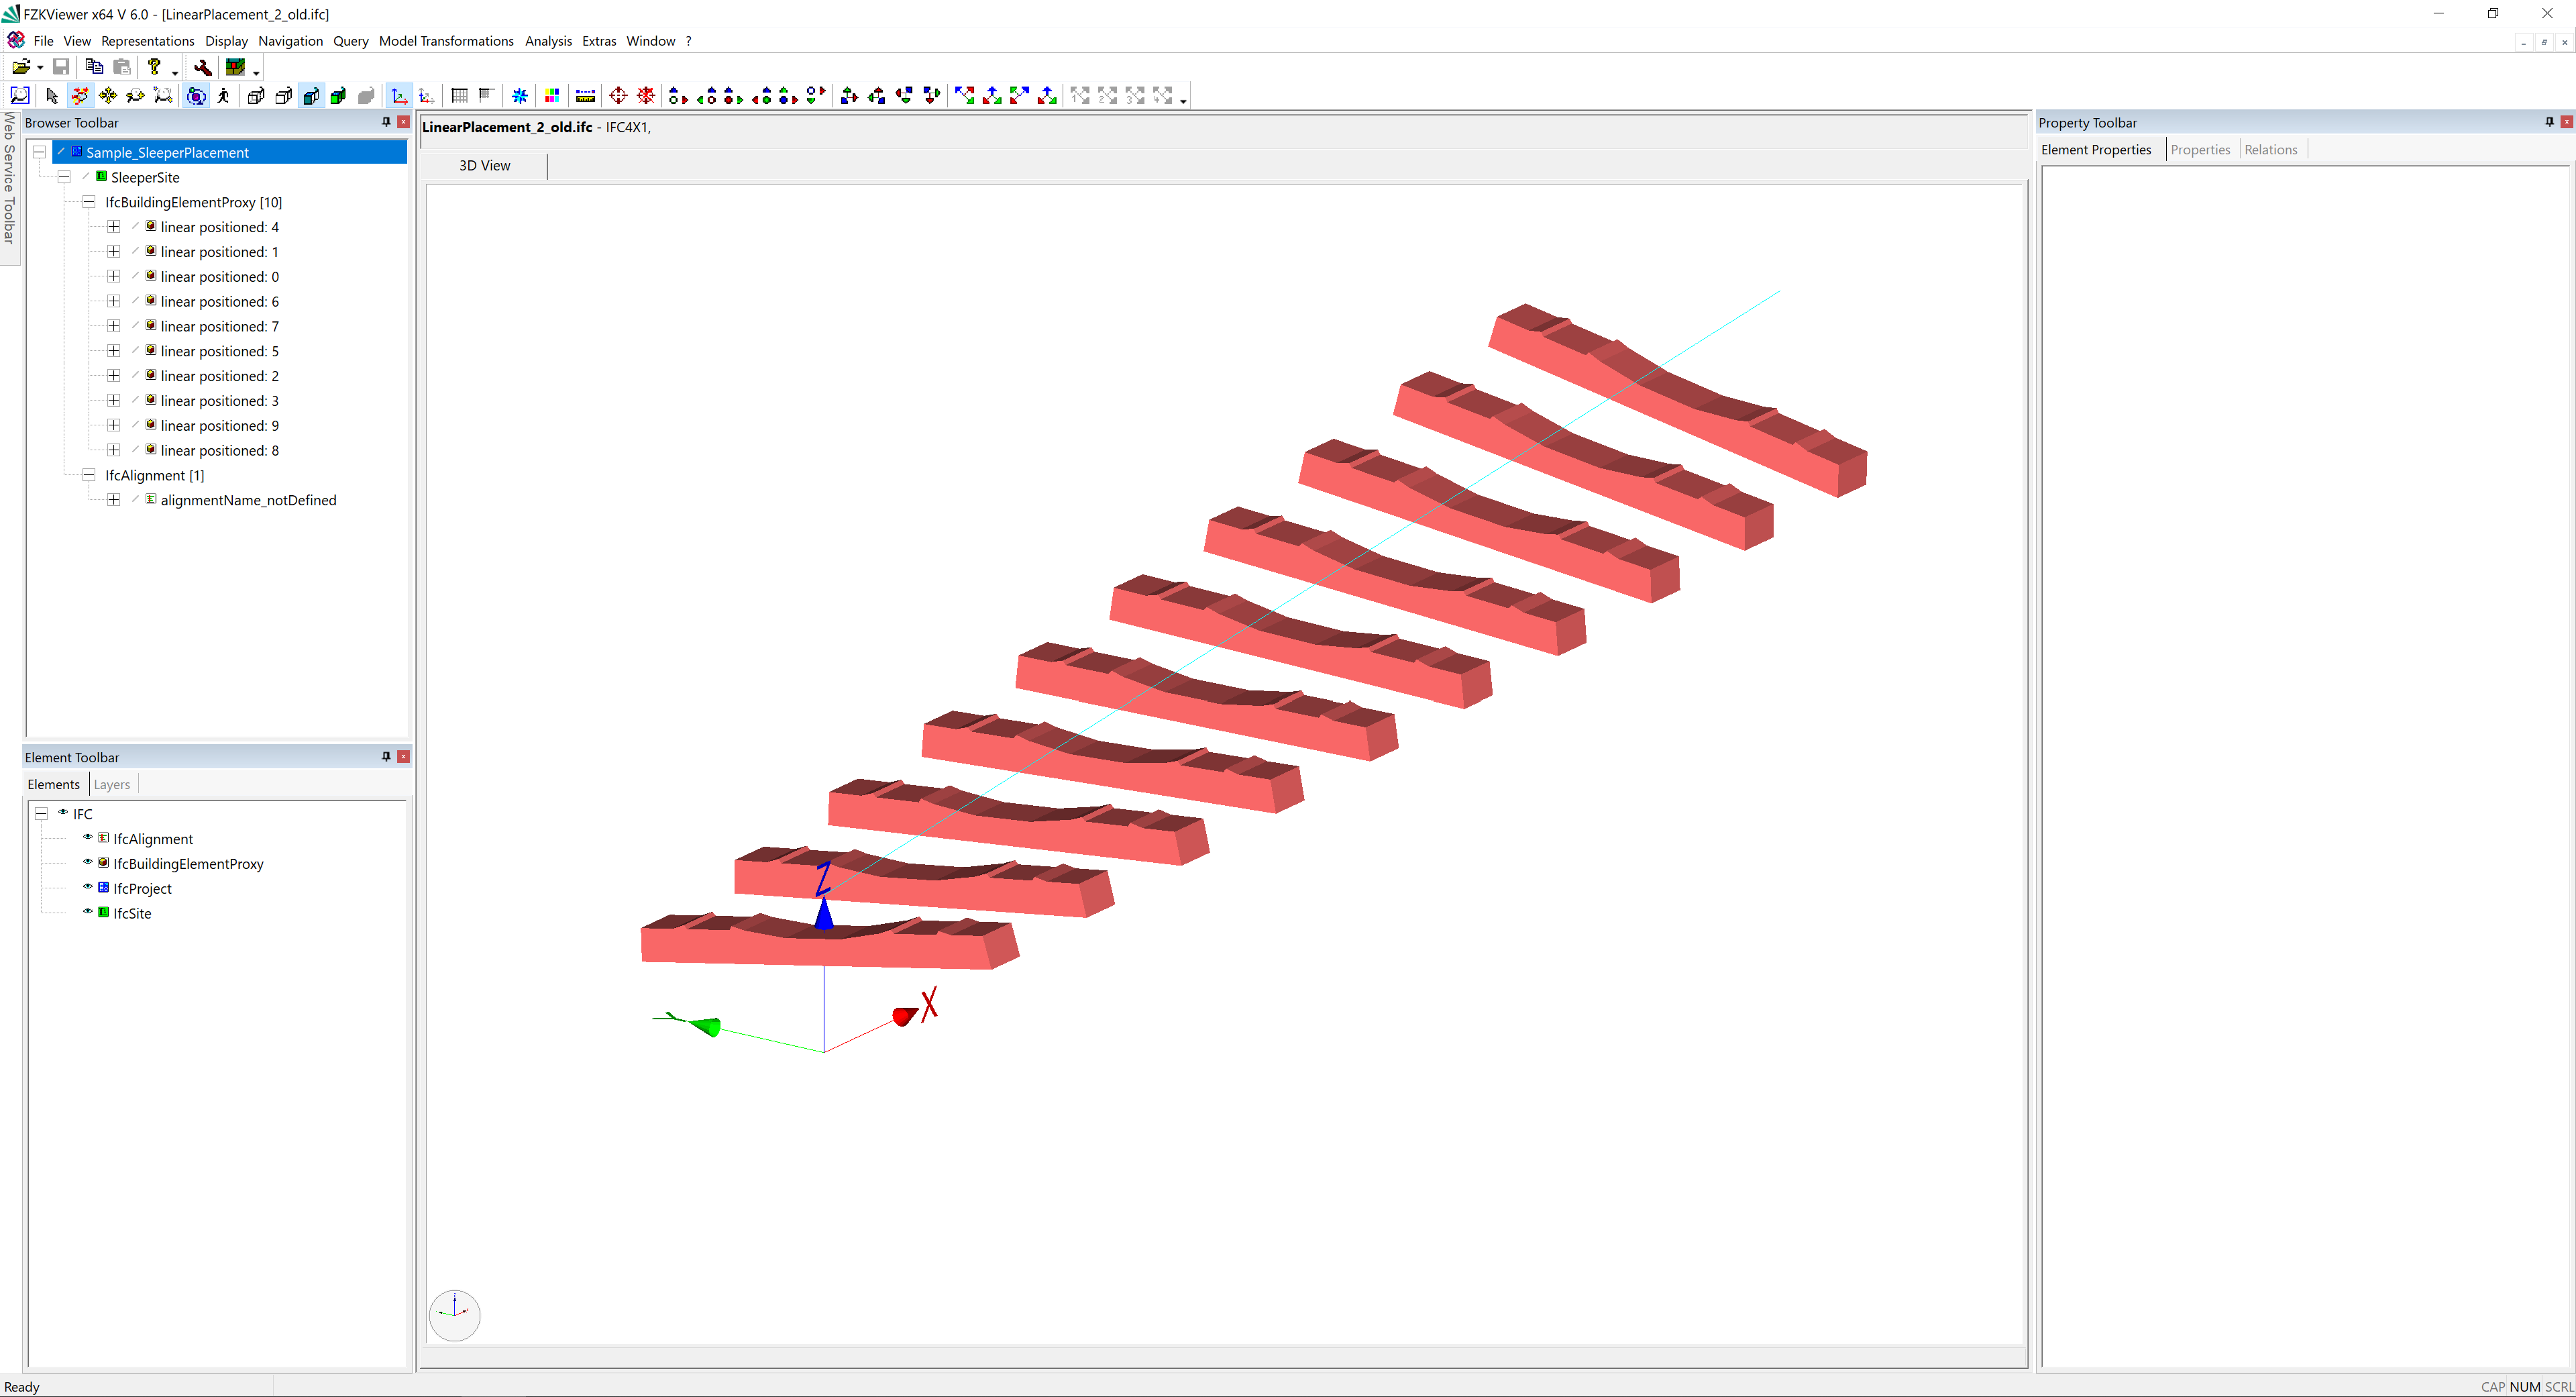 FZKViewer x64 V 6.0 - [LinearPlacement_2_old.ifc]
File View Representations Display Navigation Query Model Transformations Analysis Extras Window ?
Web Service Toolbar
Browser Toolbar
Sample_SleeperPlacement
SleeperSite
IfcBuildingElementProxy [10]
linear positioned: 4
linear positioned: 1
linear positioned: 0
linear positioned: 6
linear positioned: 7
linear positioned: 5
linear positioned: 2
linear positioned: 3
linear positioned: 9
linear positioned: 8
IfcAlignment [1]
alignmentName_notDefined
Element Toolbar
Elements Layers
IFC
IfcAlignment
IfcBuildingElementProxy
IfcProject
IfcSite
LinearPlacement_2_old.ifc - IFC4X1,
3D View
Z
Y
X
Property Toolbar
Element Properties Properties Relations
Ready
CAP NUM SCRL